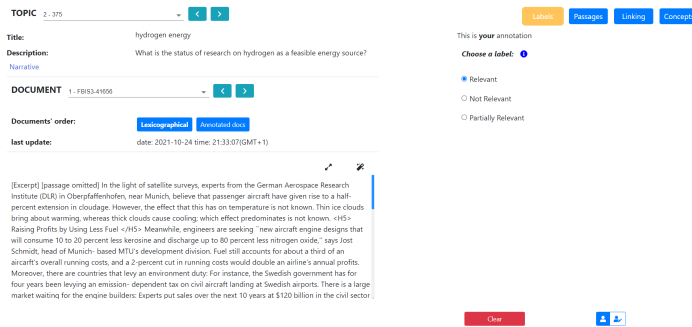 TOPIC 2 - 375
Labels Passages Linking Concepts
Title: hydrogen energy
Description: What is the status of research on hydrogen as a feasible energy source?
Narrative
This is your annotation
Choose a label:
Relevant
Not Relevant
Partially Relevant
DOCUMENT 1 - FBIS3-41656
Documents' order: Lexicographical Annotated docs
last update: date: 2021-10-24 time: 21:33:07(GMT+1)
[Excerpt] [passage omitted] In the light of satellite surveys, experts from the German Aerospace Research
Institute (DLR) in Oberpfaffenhofen, near Munich, believe that passenger aircraft have given rise to a half-
percent extension in cloudage. However, the effect that this has on temperature is not known. Thin ice clouds
bring about warming, whereas thick clouds cause cooling; which effect predominates is not known. <H5>
Raising Profits by Using Less Fuel </H5> Meanwhile, engineers are seeking ``new aircraft engine designs that
will consume 10 to 20 percent less kerosine and discharge up to 80 percent less nitrogen oxide,'' says Jost
Schmidt, head of Munich- based MTU's development division. Fuel still accounts for about a third of an
aircraft's overall running costs, and a 2-percent cut in running costs would double an airline's annual profits.
Moreover, there are countries that levy an environment duty: For instance, the Swedish government has for
four years been levying an emission- dependent tax on civil aircraft landing at Swedish airports. There is a large
market waiting for the engine builders: Experts put sales over the next 10 years at $120 billion in the civil sector
Clear